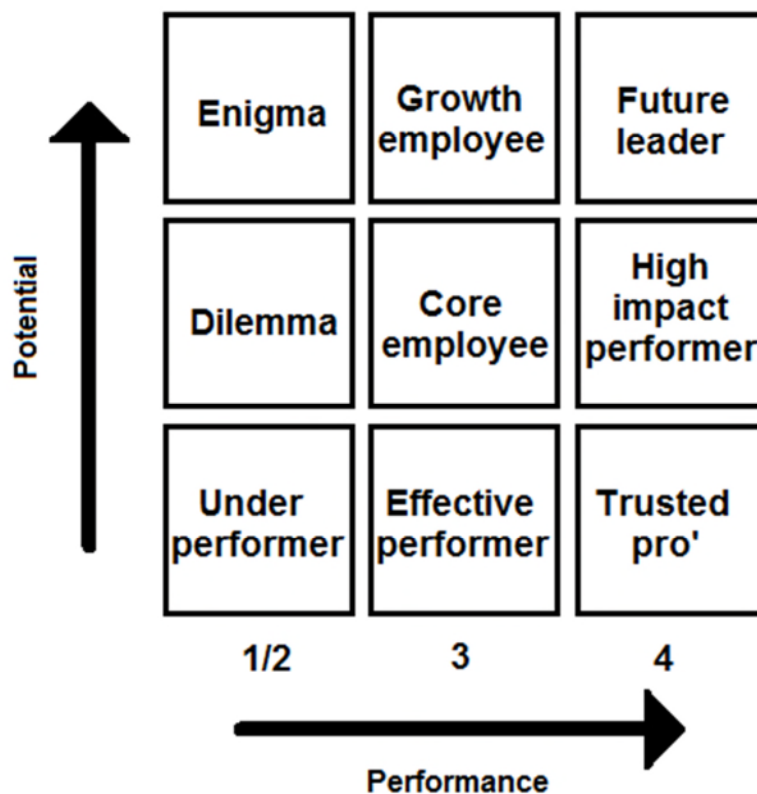 Enigma
Growth
employee
Future
leader
Potential
Dilemma
Core
employee
High
impact
performer
Under
performer
Effective
performer
Trusted
pro'
1/2
3
4
Performance